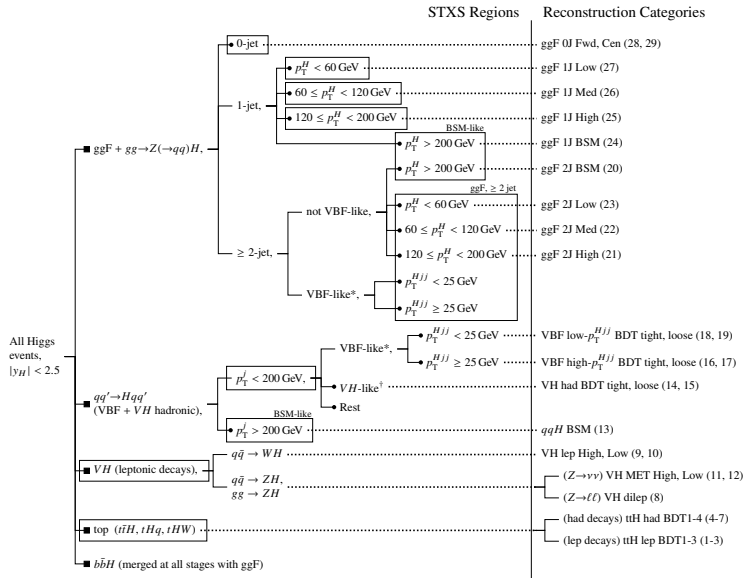 STXS Regions Reconstruction Categories
0-jet ggF 0J Fwd, Cen (28, 29)
p_T^H < 60 GeV ggF 1J Low (27)
60 ≤ p_T^H < 120 GeV ggF 1J Med (26)
1-jet,
120 ≤ p_T^H < 200 GeV ggF 1J High (25)
BSM-like
p_T^H > 200 GeV ggF 1J BSM (24)
ggF + gg→Z(→qq)H,
p_T^H > 200 GeV ggF 2J BSM (20)
ggF, ≥ 2 jet
p_T^H < 60 GeV ggF 2J Low (23)
not VBF-like,
60 ≤ p_T^H < 120 GeV ggF 2J Med (22)
≥ 2-jet,
120 ≤ p_T^H < 200 GeV ggF 2J High (21)
p_T^{Hjj} < 25 GeV
VBF-like*,
p_T^{Hjj} ≥ 25 GeV
All Higgs
events,
|y_H| < 2.5
p_T^{Hjj} < 25 GeV VBF low-p_T^{Hjj} BDT tight, loose (18, 19)
VBF-like*,
p_T^{Hjj} ≥ 25 GeV VBF high-p_T^{Hjj} BDT tight, loose (16, 17)
p_T^j < 200 GeV,
VH-like† VH had BDT tight, loose (14, 15)
qq′→Hqq′
(VBF + VH hadronic),
Rest
BSM-like
p_T^j > 200 GeV qqH BSM (13)
qq̄ → WH VH lep High, Low (9, 10)
VH (leptonic decays),
qq̄ → ZH,
gg → ZH
(Z→νν) VH MET High, Low (11, 12)
(Z→ℓℓ) VH dilep (8)
top (tt̄H, tHq, tHW)
(had decays) ttH had BDT1-4 (4-7)
(lep decays) ttH lep BDT1-3 (1-3)
bb̄H (merged at all stages with ggF)